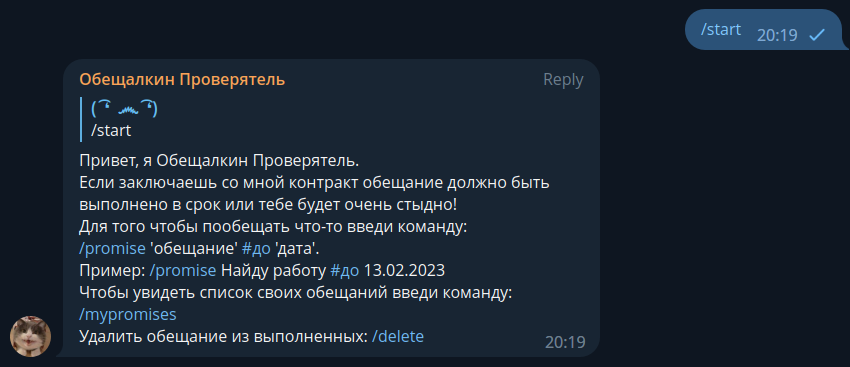 /start 20:19
Обещалкин Проверятель Reply
( ͡° ෴ ͡°)
/start
Привет, я Обещалкин Проверятель.
Если заключаешь со мной контракт обещание должно быть
выполнено в срок или тебе будет очень стыдно!
Для того чтобы пообещать что-то введи команду:
/promise 'обещание' #до 'дата'.
Пример: /promise Найду работу #до 13.02.2023
Чтобы увидеть список своих обещаний введи команду:
/mypromises
Удалить обещание из выполненных: /delete
20:19